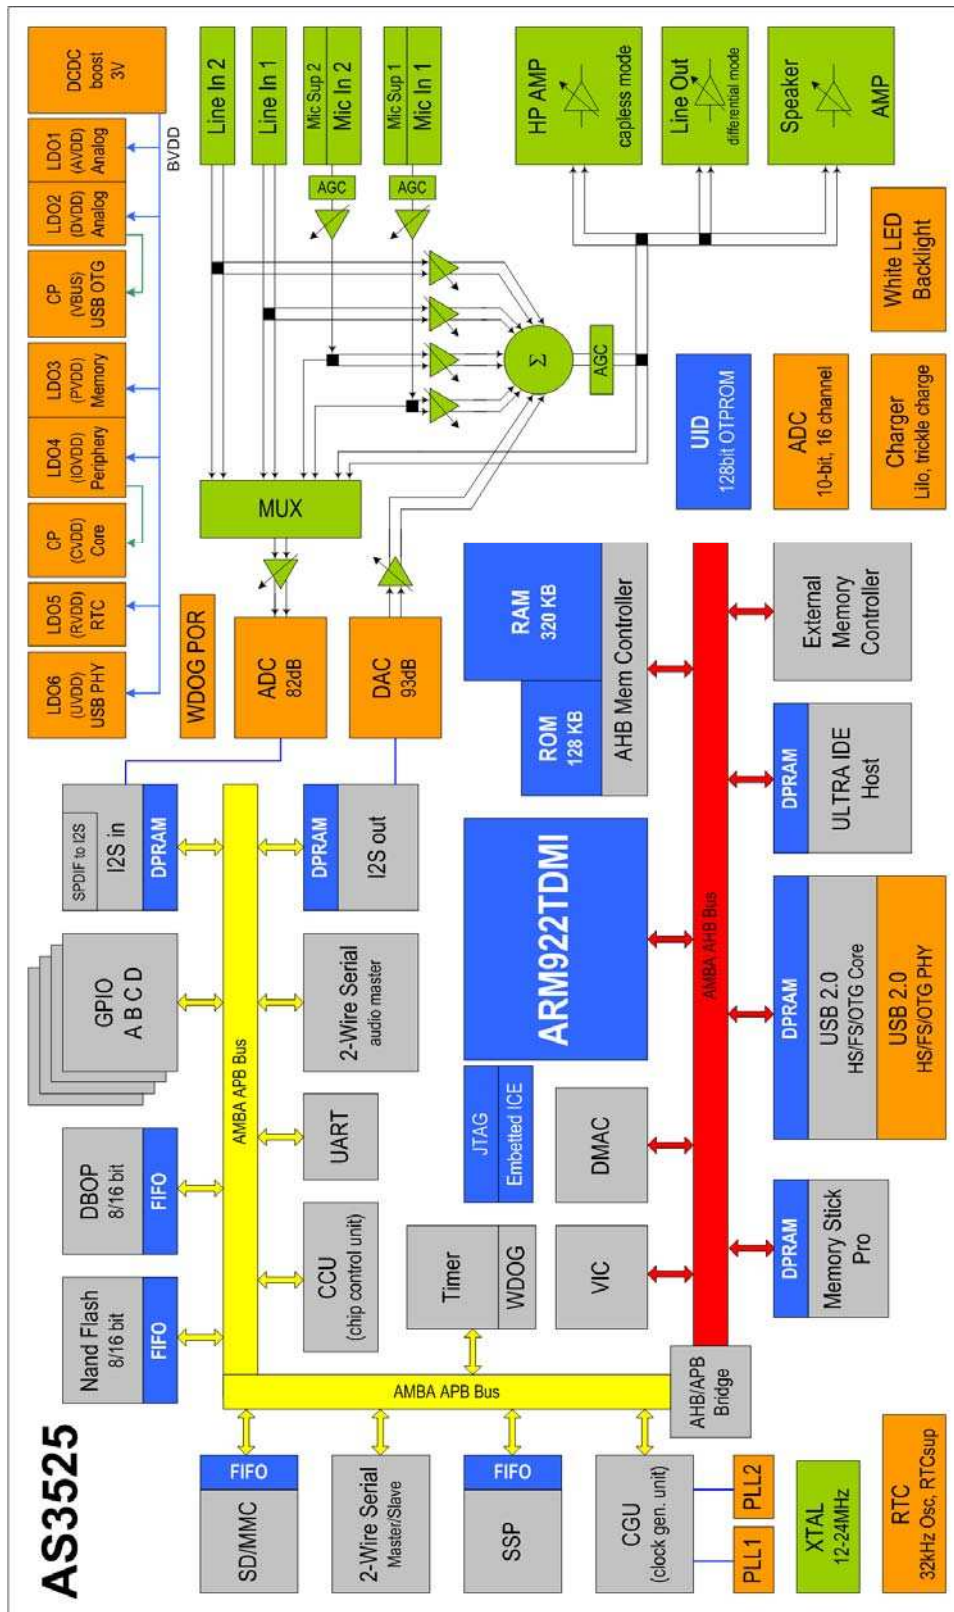 AS3525
Nand Flash
8/16 bit
FIFO
DBOP
8/16 bit
FIFO
GPIO
A B C D
SPDIF to I2S
I2S in
DPRAM
LDO6
(UVDD)
USB PHY
LDO5
(RVDD)
RTC
CP
(CVDD)
Core
LDO4
(IOVDD)
Periphery
LDO3
(PVDD)
Memory
CP
(VBUS)
USB OTG
LDO2
(DVDD)
Analog
LDO1
(AVDD)
Analog
DCDC
boost
3V
BVDD
WDOG POR
AMBA APB Bus
ADC
82dB
MUX
Line In 2
Line In 1
Mic Sup 2
Mic In 2
AGC
Mic Sup 1
Mic In 1
AGC
CCU
(chip control unit)
UART
2-Wire Serial
audio master
DPRAM
I2S out
DAC
93dB
Σ
AGC
HP AMP
capless mode
Line Out
differential mode
Speaker
AMP
SD/MMC
FIFO
2-Wire Serial
Master/Slave
SSP
FIFO
CGU
(clock gen. unit)
PLL1
PLL2
XTAL
12-24MHz
RTC
32kHz Osc, RTCsup
AMBA APB Bus
Timer
WDOG
JTAG
Embetted ICE
ARM922TDMI
ROM
128 KB
RAM
320 KB
AHB Mem Controller
VIC
DMAC
AHB/APB
Bridge
AMBA AHB Bus
DPRAM
Memory Stick
Pro
DPRAM
USB 2.0
HS/FS/OTG Core
USB 2.0
HS/FS/OTG PHY
DPRAM
ULTRA IDE
Host
External
Memory
Controller
UID
128bit OTPROM
ADC
10-bit, 16 channel
Charger
LiIo, trickle charge
White LED
Backlight